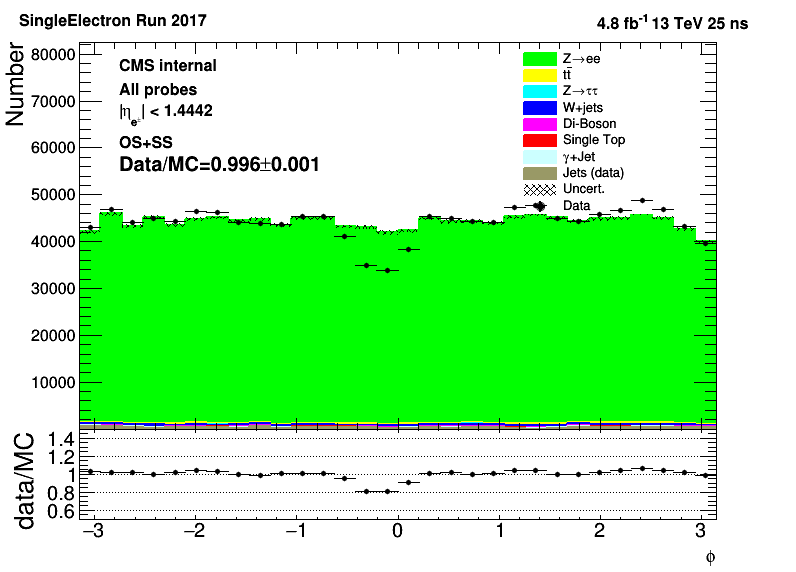 SingleElectron Run 2017
4.8 fb⁻¹ 13 TeV 25 ns
Number
80000
70000
60000
50000
40000
30000
20000
10000
CMS internal
All probes
|η_e±| < 1.4442
OS+SS
Data/MC=0.996±0.001
Z→ee
tt̄
Z→ττ
W+jets
Di-Boson
Single Top
γ+Jet
Jets (data)
Uncert.
Data
data/MC
1.4
1.2
1
0.8
0.6
−3 −2 −1 0 1 2 3
ϕ